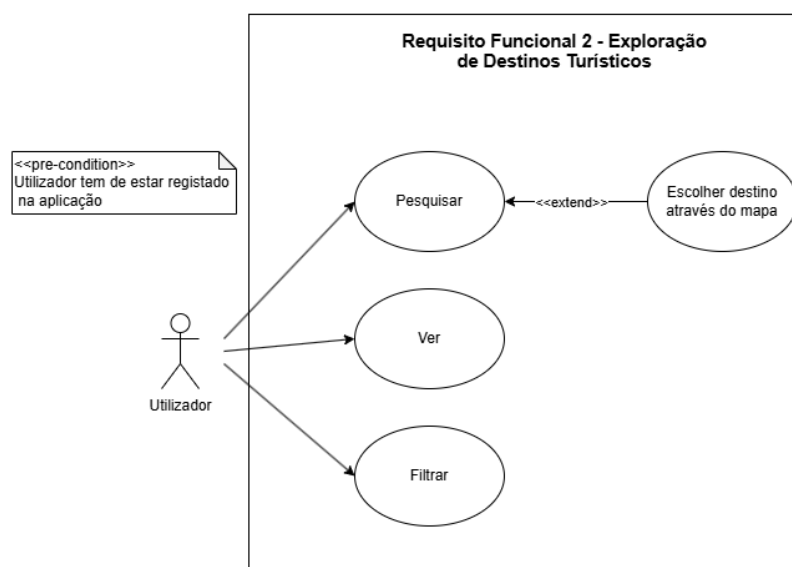 Requisito Funcional 2 - Exploração
de Destinos Turísticos
<<pre-condition>>
Utilizador tem de estar registado
na aplicação
Pesquisar
<<extend>>
Escolher destino
através do mapa
Ver
Utilizador
Filtrar